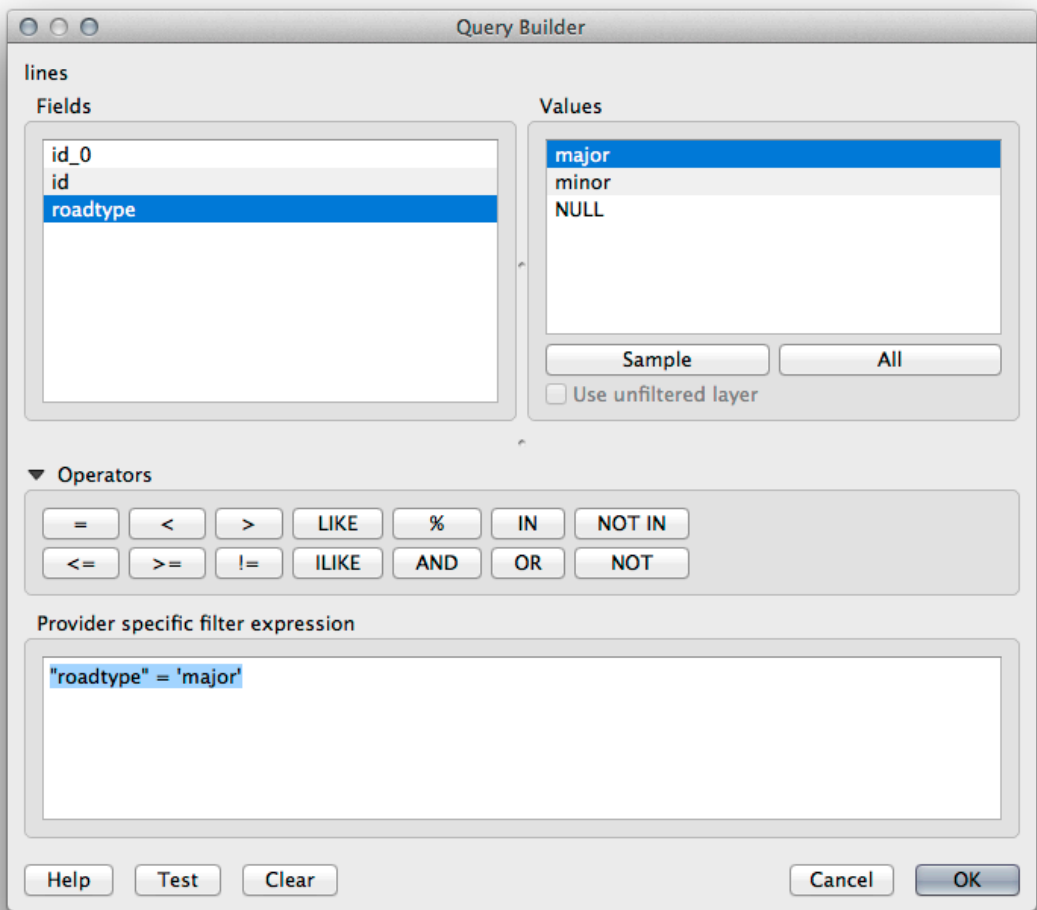 Query Builder
lines
Fields
id_0
id
roadtype
Values
major
minor
NULL
Sample All
Use unfiltered layer
Operators
= < > LIKE % IN NOT IN
<= >= != ILIKE AND OR NOT
Provider specific filter expression
"roadtype" = 'major'
Help Test Clear Cancel OK